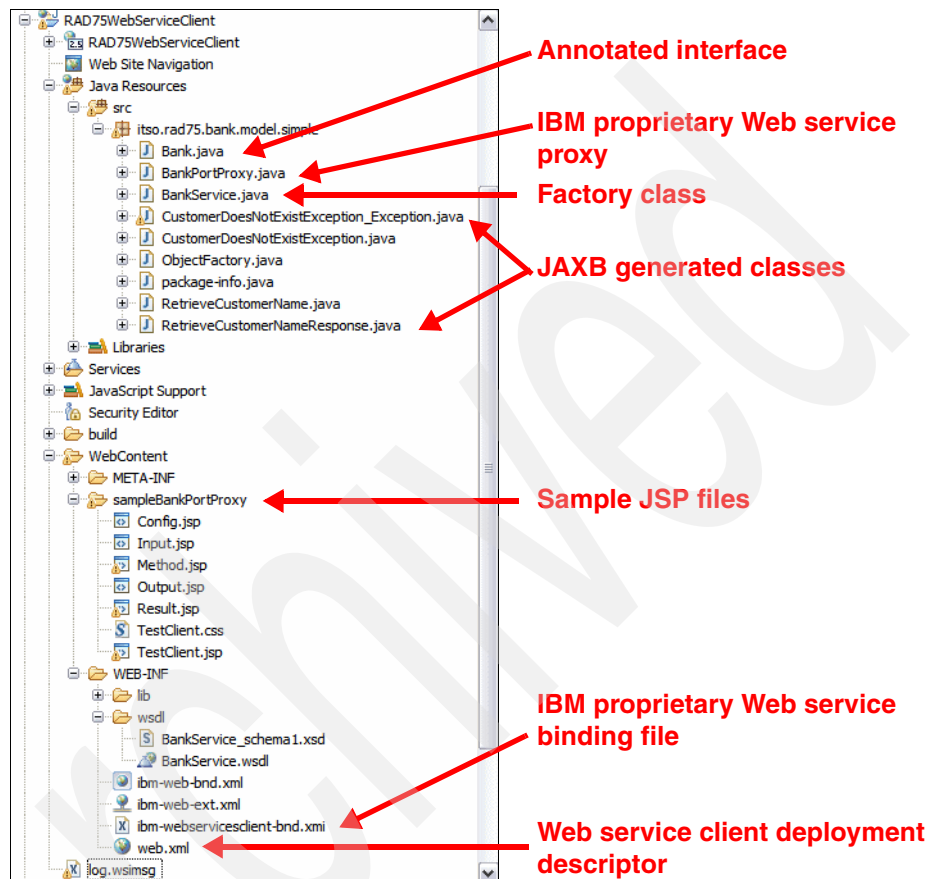 RAD75WebServiceClient
RAD75WebServiceClient
Web Site Navigation
Java Resources
src
itso.rad75.bank.model.simple
Bank.java
BankPortProxy.java
BankService.java
CustomerDoesNotExistException_Exception.java
CustomerDoesNotExistException.java
ObjectFactory.java
package-info.java
RetrieveCustomerName.java
RetrieveCustomerNameResponse.java
Libraries
Services
JavaScript Support
Security Editor
build
WebContent
META-INF
sampleBankPortProxy
Config.jsp
Input.jsp
Method.jsp
Output.jsp
Result.jsp
TestClient.css
TestClient.jsp
WEB-INF
lib
wsdl
BankService_schema1.xsd
BankService.wsdl
ibm-web-bnd.xml
ibm-web-ext.xml
ibm-webservicesclient-bnd.xmi
web.xml
log.wsimsg
Annotated interface
IBM proprietary Web service
proxy
Factory class
JAXB generated classes
Sample JSP files
IBM proprietary Web service
binding file
Web service client deployment
descriptor